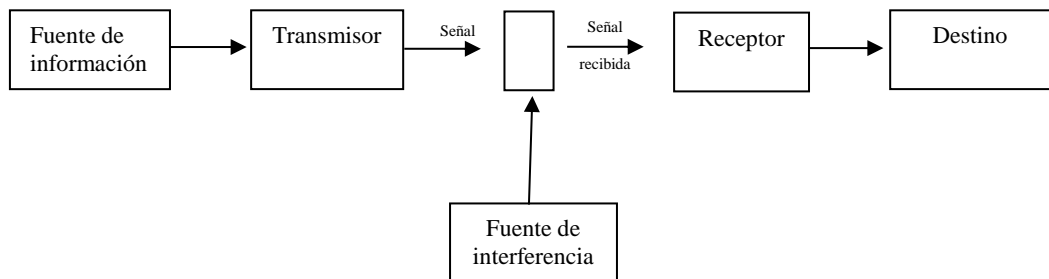 Fuente de
información
Transmisor
Señal
Señal
recibida
Receptor
Destino
Fuente de
interferencia